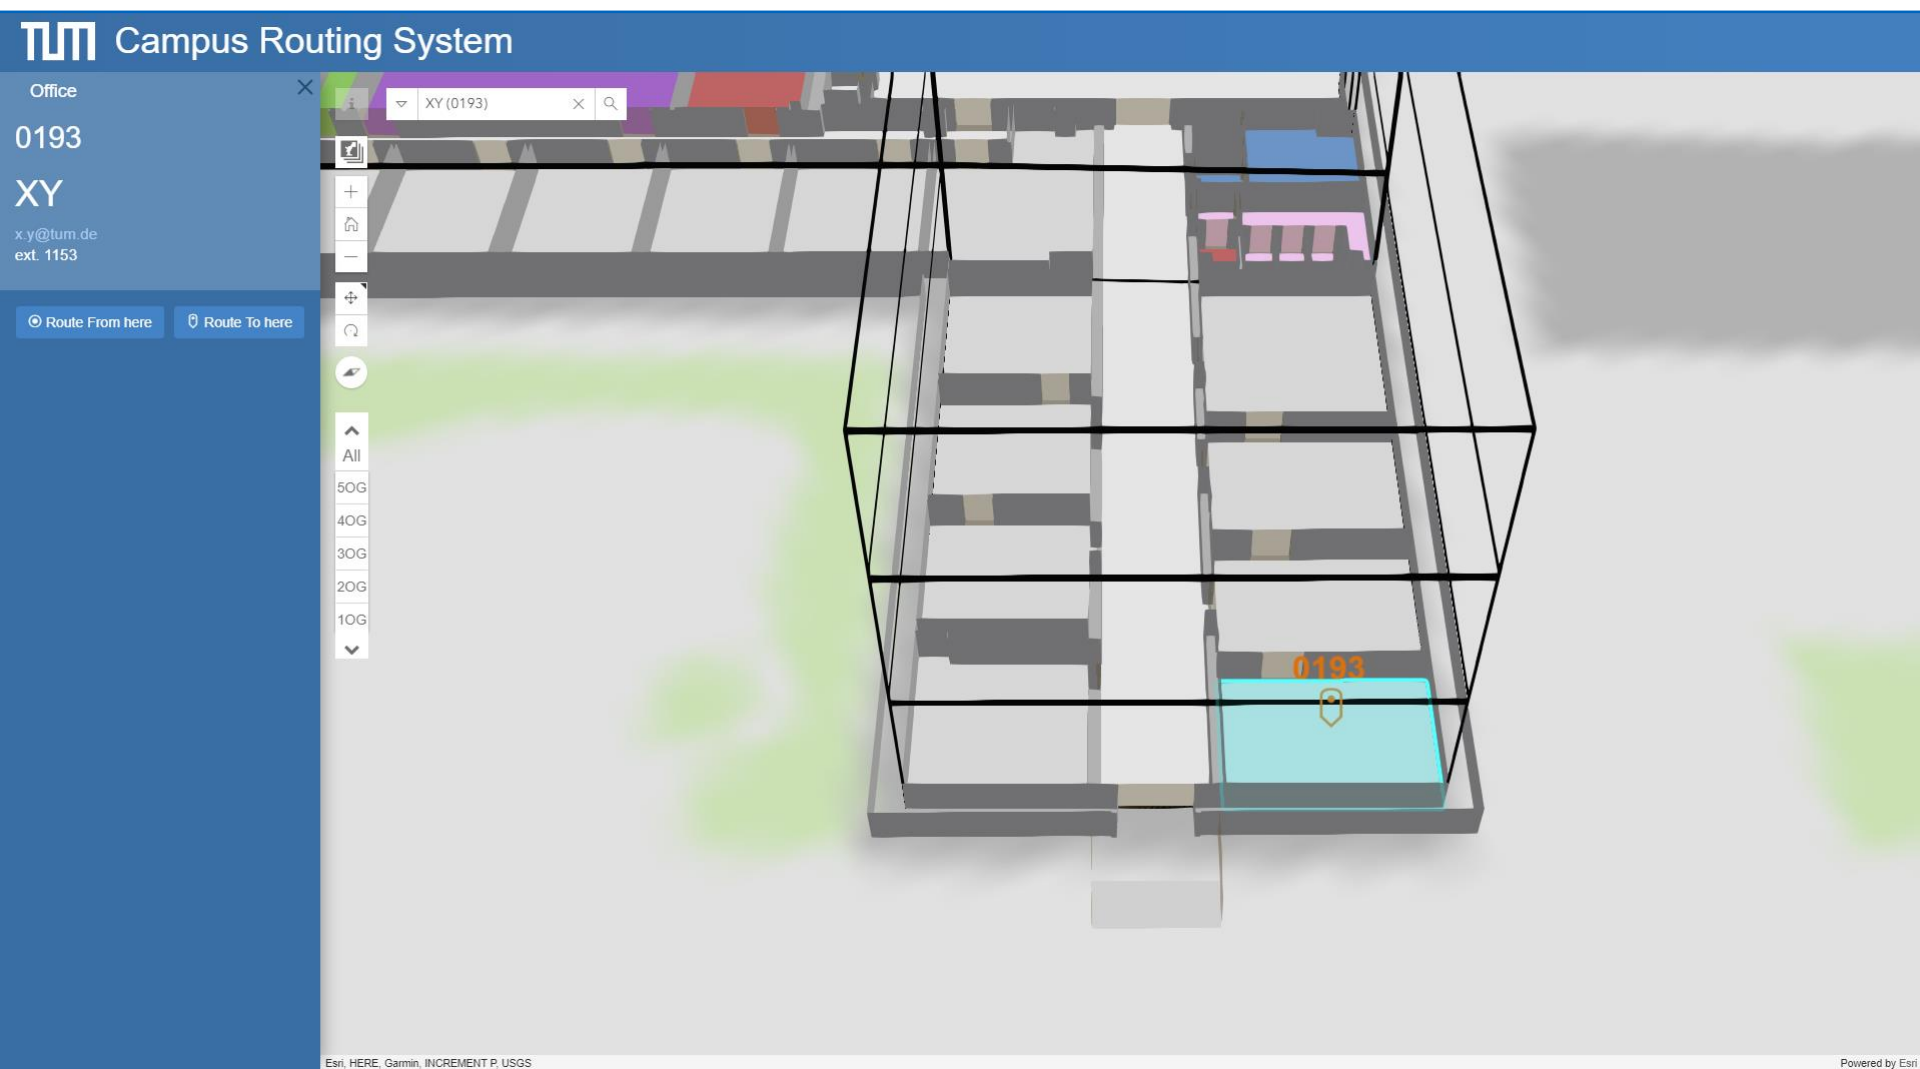 TUM Campus Routing System
Office
0193
XY
x.y@tum.de
ext. 1153
Route From here
Route To here
i
XY (0193)
All
5OG
4OG
3OG
2OG
1OG
0193
Esri, HERE, Garmin, INCREMENT P, USGS
Powered by Esri